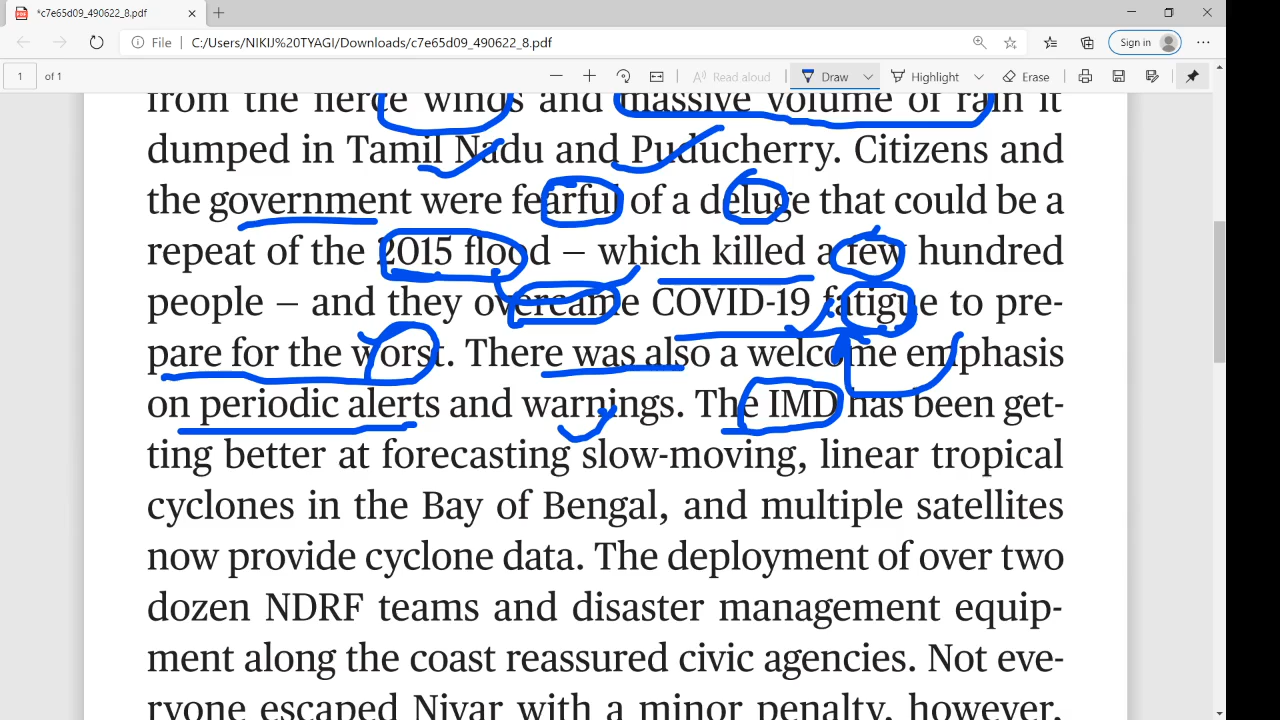 *c7e65d09_490622_8.pdf
File | C:/Users/NIKIJ%20TYAGI/Downloads/c7e65d09_490622_8.pdf
Sign in
1 of 1
Read aloud
Draw
Highlight
Erase
from the fierce winds and massive volume of rain it
dumped in Tamil Nadu and Puducherry. Citizens and
the government were fearful of a deluge that could be a
repeat of the 2015 flood – which killed a few hundred
people – and they overcame COVID-19 fatigue to pre-
pare for the worst. There was also a welcome emphasis
on periodic alerts and warnings. The IMD has been get-
ting better at forecasting slow-moving, linear tropical
cyclones in the Bay of Bengal, and multiple satellites
now provide cyclone data. The deployment of over two
dozen NDRF teams and disaster management equip-
ment along the coast reassured civic agencies. Not eve-
ryone escaped Nivar with a minor penalty, however,